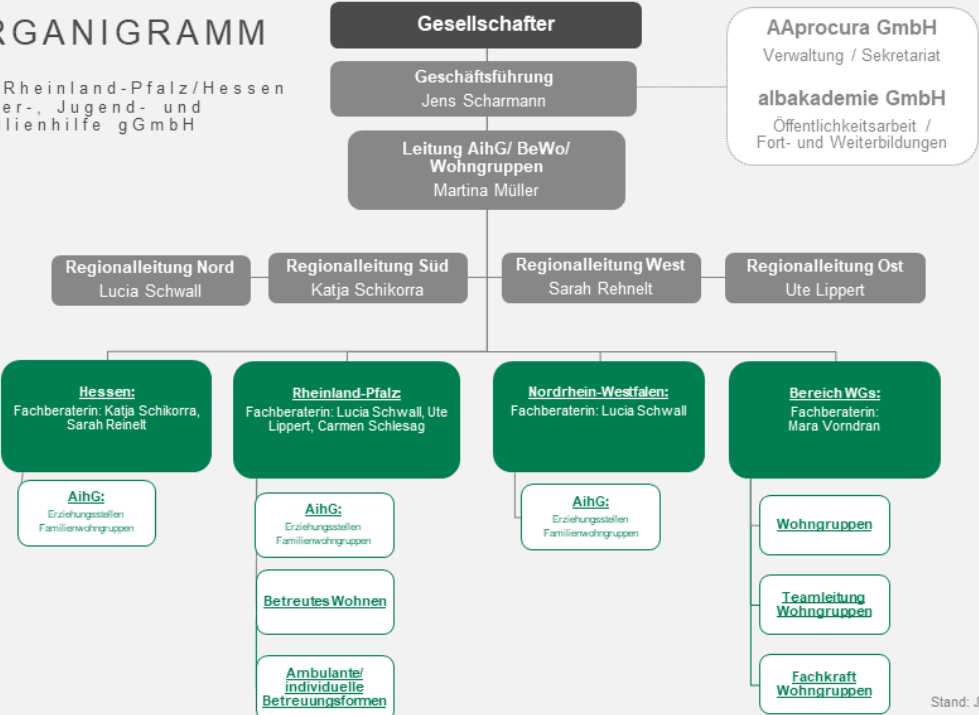 RGANIGRAMM
Rheinland-Pfalz/Hessen
er-, Jugend- und
ilienhilfe gGmbH
Gesellschafter
Geschäftsführung
Jens Scharmann
AAprocura GmbH
Verwaltung / Sekretariat
albakademie GmbH
Öffentlichkeitsarbeit /
Fort- und Weiterbildungen
Leitung AihG/ BeWo/
Wohngruppen
Martina Müller
Regionalleitung Nord
Lucia Schwall
Regionalleitung Süd
Katja Schikorra
Regionalleitung West
Sarah Rehnelt
Regionalleitung Ost
Ute Lippert
Hessen:
Fachberaterin: Katja Schikorra,
Sarah Reinelt
AihG:
Erziehungsstellen
Familienwohngruppen
Rheinland-Pfalz:
Fachberaterin: Lucia Schwall, Ute
Lippert, Carmen Schlesag
AihG:
Erziehungsstellen
Familienwohngruppen
Betreutes Wohnen
Ambulante/
individuelle
Betreuungsformen
Nordrhein-Westfalen:
Fachberaterin: Lucia Schwall
AihG:
Erziehungsstellen
Familienwohngruppen
Bereich WGs:
Fachberaterin:
Mara Vorndran
Wohngruppen
Teamleitung
Wohngruppen
Fachkraft
Wohngruppen
Stand: J